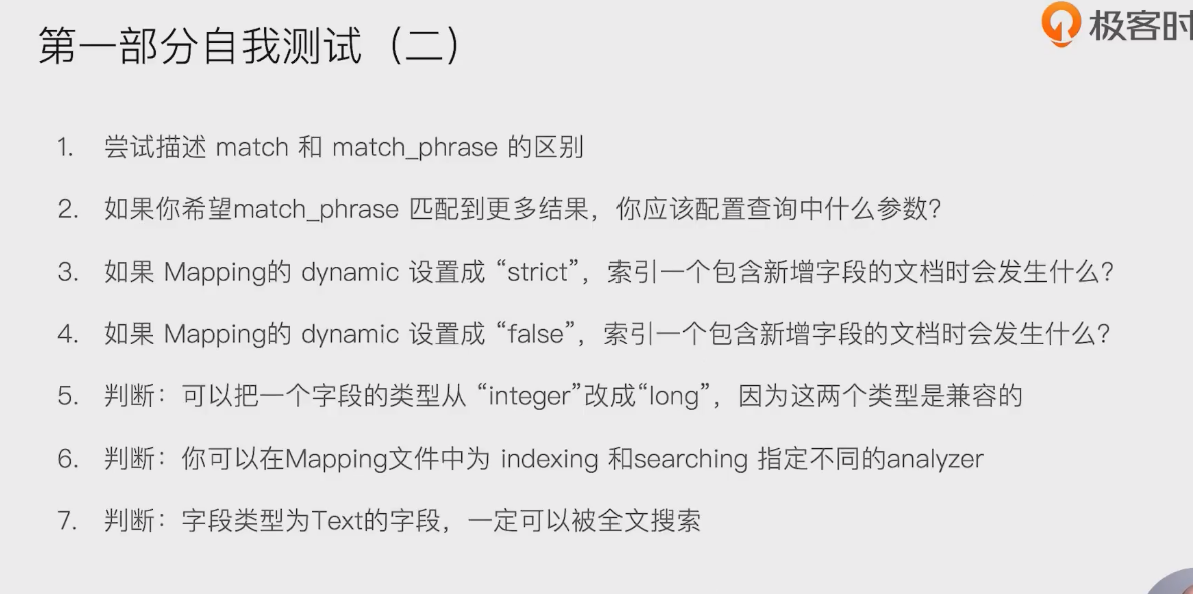 第一部分自我测试（二）
极客时
1. 尝试描述 match 和 match_phrase 的区别
2. 如果你希望match_phrase 匹配到更多结果，你应该配置查询中什么参数？
3. 如果 Mapping的 dynamic 设置成 “strict”，索引一个包含新增字段的文档时会发生什么？
4. 如果 Mapping的 dynamic 设置成 “false”，索引一个包含新增字段的文档时会发生什么？
5. 判断：可以把一个字段的类型从 “integer”改成“long”，因为这两个类型是兼容的
6. 判断：你可以在Mapping文件中为 indexing 和searching 指定不同的analyzer
7. 判断：字段类型为Text的字段，一定可以被全文搜索